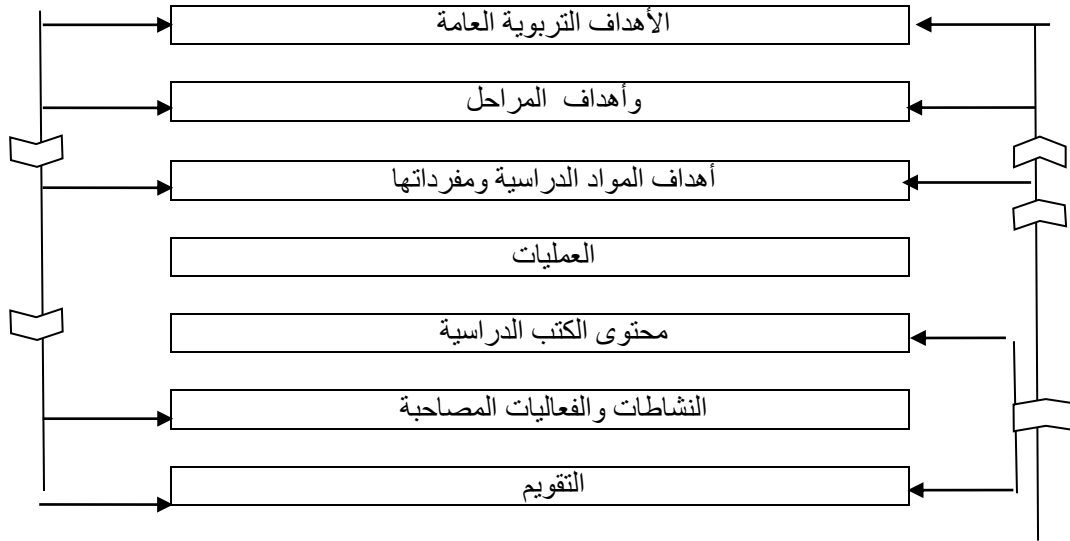 الأهداف التربوية العامة
وأهداف المراحل
أهداف المواد الدراسية ومفرداتها
العمليات
محتوى الكتب الدراسية
النشاطات والفعاليات المصاحبة
التقويم